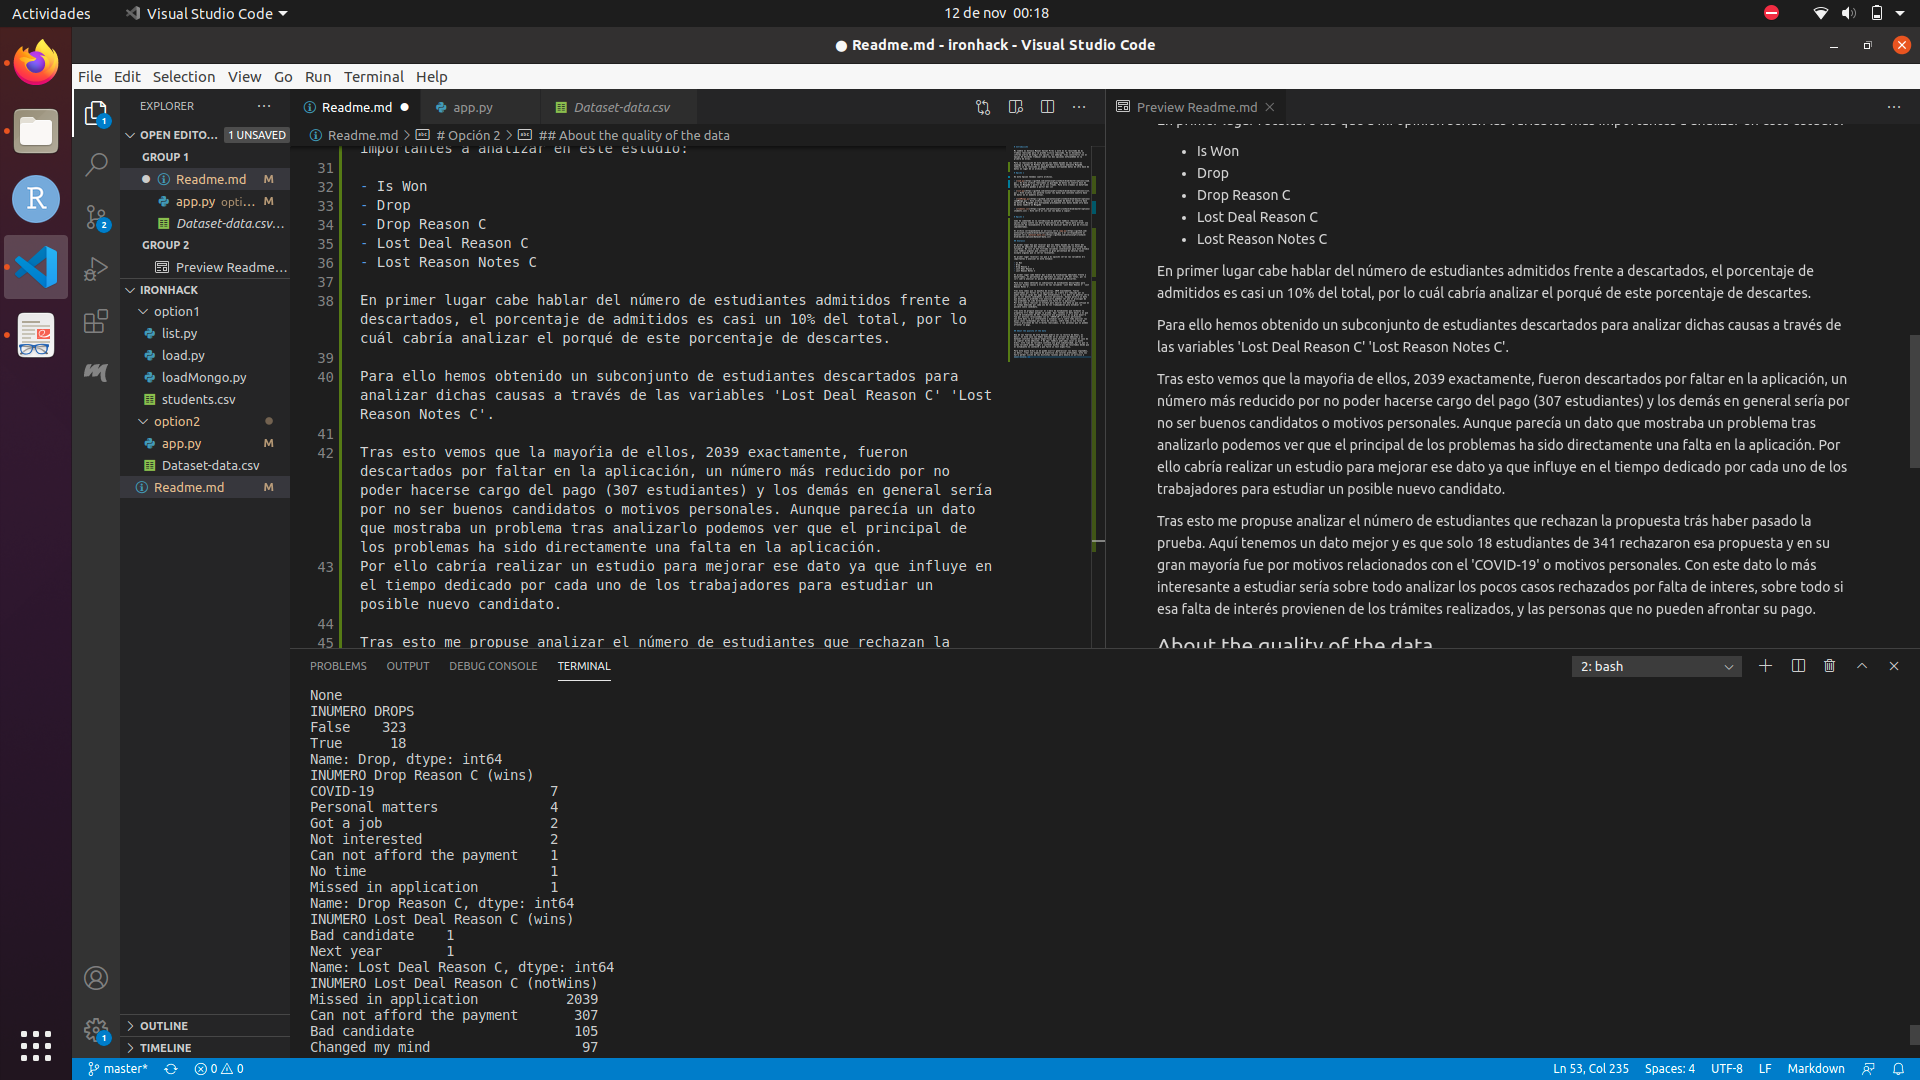 Actividades
Visual Studio Code
12 de nov 00:18
Readme.md - ironhack - Visual Studio Code
File Edit Selection View Go Run Terminal Help
EXPLORER
OPEN EDITO... 1 UNSAVED
GROUP 1
Readme.md M
app.py opti... M
Dataset-data.csv...
GROUP 2
Preview Readme...
IRONHACK
option1
list.py
load.py
loadMongo.py
students.csv
option2
app.py M
Dataset-data.csv
Readme.md M
OUTLINE
TIMELINE
Readme.md
app.py
Dataset-data.csv
Readme.md > # Opción 2 > ## About the quality of the data
importantes a analizar en este estudio:
31
32 - Is Won
33 - Drop
34 - Drop Reason C
35 - Lost Deal Reason C
36 - Lost Reason Notes C
37
38 En primer lugar cabe hablar del número de estudiantes admitidos frente a
descartados, el porcentaje de admitidos es casi un 10% del total, por lo
cuál cabría analizar el porqué de este porcentaje de descartes.
39
40 Para ello hemos obtenido un subconjunto de estudiantes descartados para
analizar dichas causas a través de las variables 'Lost Deal Reason C' 'Lost
Reason Notes C'.
41
42 Tras esto vemos que la mayoŕia de ellos, 2039 exactamente, fueron
descartados por faltar en la aplicación, un número más reducido por no
poder hacerse cargo del pago (307 estudiantes) y los demás en general sería
por no ser buenos candidatos o motivos personales. Aunque parecía un dato
que mostraba un problema tras analizarlo podemos ver que el principal de
los problemas ha sido directamente una falta en la aplicación.
43 Por ello cabría realizar un estudio para mejorar ese dato ya que influye en
el tiempo dedicado por cada uno de los trabajadores para estudiar un
posible nuevo candidato.
44
45 Tras esto me propuse analizar el número de estudiantes que rechazan la
Preview Readme.md
Is Won
Drop
Drop Reason C
Lost Deal Reason C
Lost Reason Notes C
En primer lugar cabe hablar del número de estudiantes admitidos frente a descartados, el porcentaje de
admitidos es casi un 10% del total, por lo cuál cabría analizar el porqué de este porcentaje de descartes.
Para ello hemos obtenido un subconjunto de estudiantes descartados para analizar dichas causas a través de
las variables 'Lost Deal Reason C' 'Lost Reason Notes C'.
Tras esto vemos que la mayoŕia de ellos, 2039 exactamente, fueron descartados por faltar en la aplicación, un
número más reducido por no poder hacerse cargo del pago (307 estudiantes) y los demás en general sería por
no ser buenos candidatos o motivos personales. Aunque parecía un dato que mostraba un problema tras
analizarlo podemos ver que el principal de los problemas ha sido directamente una falta en la aplicación. Por
ello cabría realizar un estudio para mejorar ese dato ya que influye en el tiempo dedicado por cada uno de los
trabajadores para estudiar un posible nuevo candidato.
Tras esto me propuse analizar el número de estudiantes que rechazan la propuesta trás haber pasado la
prueba. Aquí tenemos un dato mejor y es que solo 18 estudiantes de 341 rechazaron esa propuesta y en su
gran mayoría fue por motivos relacionados con el 'COVID-19' o motivos personales. Con este dato lo más
interesante a estudiar sería sobre todo analizar los pocos casos rechazados por falta de interes, sobre todo si
esa falta de interés provienen de los trámites realizados, y las personas que no pueden afrontar su pago.
About the quality of the data
PROBLEMS OUTPUT DEBUG CONSOLE TERMINAL
2: bash
None
INÚMERO DROPS
False 323
True 18
Name: Drop, dtype: int64
INÚMERO Drop Reason C (wins)
COVID-19 7
Personal matters 4
Got a job 2
Not interested 2
Can not afford the payment 1
No time 1
Missed in application 1
Name: Drop Reason C, dtype: int64
INÚMERO Lost Deal Reason C (wins)
Bad candidate 1
Next year 1
Name: Lost Deal Reason C, dtype: int64
INÚMERO Lost Deal Reason C (notWins)
Missed in application 2039
Can not afford the payment 307
Bad candidate 105
Changed my mind 97
master* 0 0
Ln 53, Col 235 Spaces: 4 UTF-8 LF Markdown